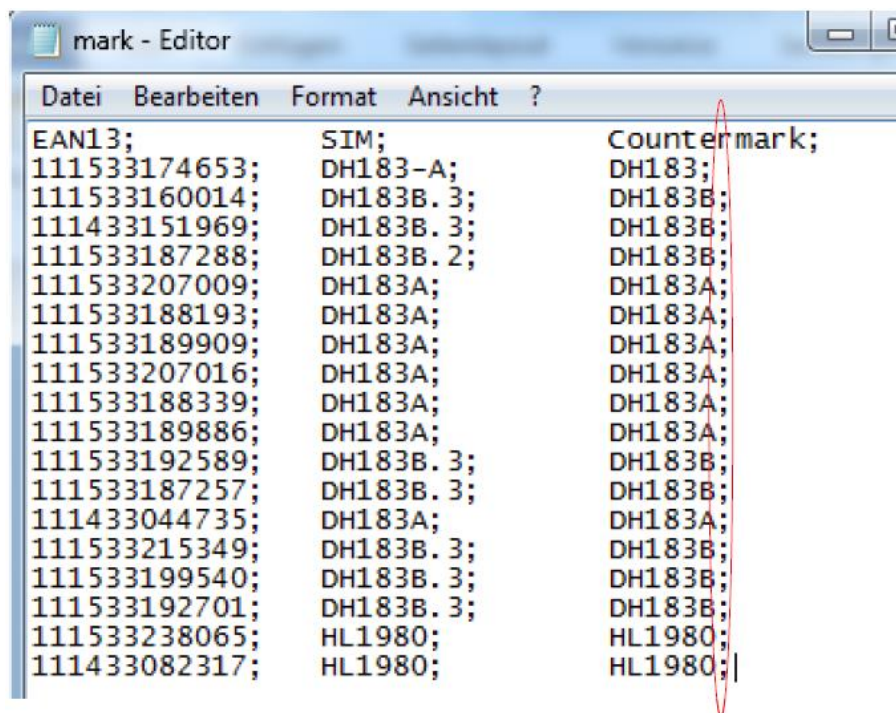 mark - Editor
Datei Bearbeiten Format Ansicht ?
EAN13; SIM; Countermark;
111533174653; DH183-A; DH183;
111533160014; DH183B.3; DH183B;
111433151969; DH183B.3; DH183B;
111533187288; DH183B.2; DH183B;
111533207009; DH183A; DH183A;
111533188193; DH183A; DH183A;
111533189909; DH183A; DH183A;
111533207016; DH183A; DH183A;
111533188339; DH183A; DH183A;
111533189886; DH183A; DH183A;
111533192589; DH183B.3; DH183B;
111533187257; DH183B.3; DH183B;
111433044735; DH183A; DH183A;
111533215349; DH183B.3; DH183B;
111533199540; DH183B.3; DH183B;
111533192701; DH183B.3; DH183B;
111533238065; HL1980; HL1980;
111433082317; HL1980; HL1980;